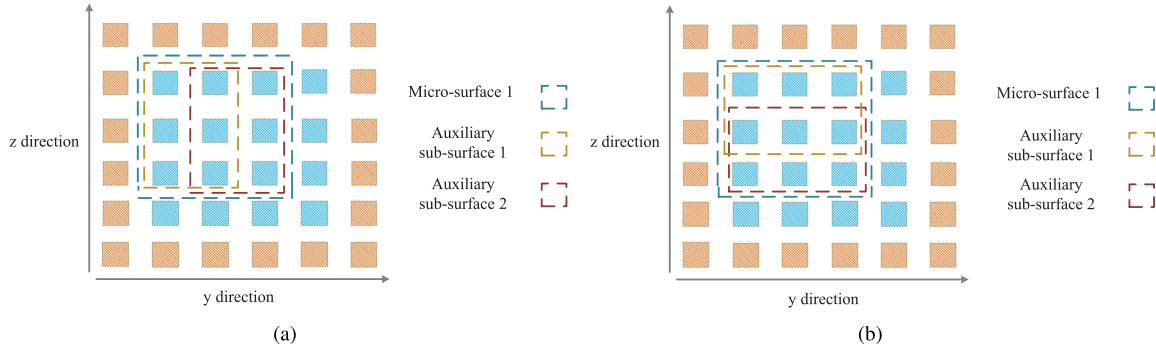 z direction
y direction
Micro-surface 1
Auxiliary
sub-surface 1
Auxiliary
sub-surface 2
(a)
z direction
y direction
Micro-surface 1
Auxiliary
sub-surface 1
Auxiliary
sub-surface 2
(b)